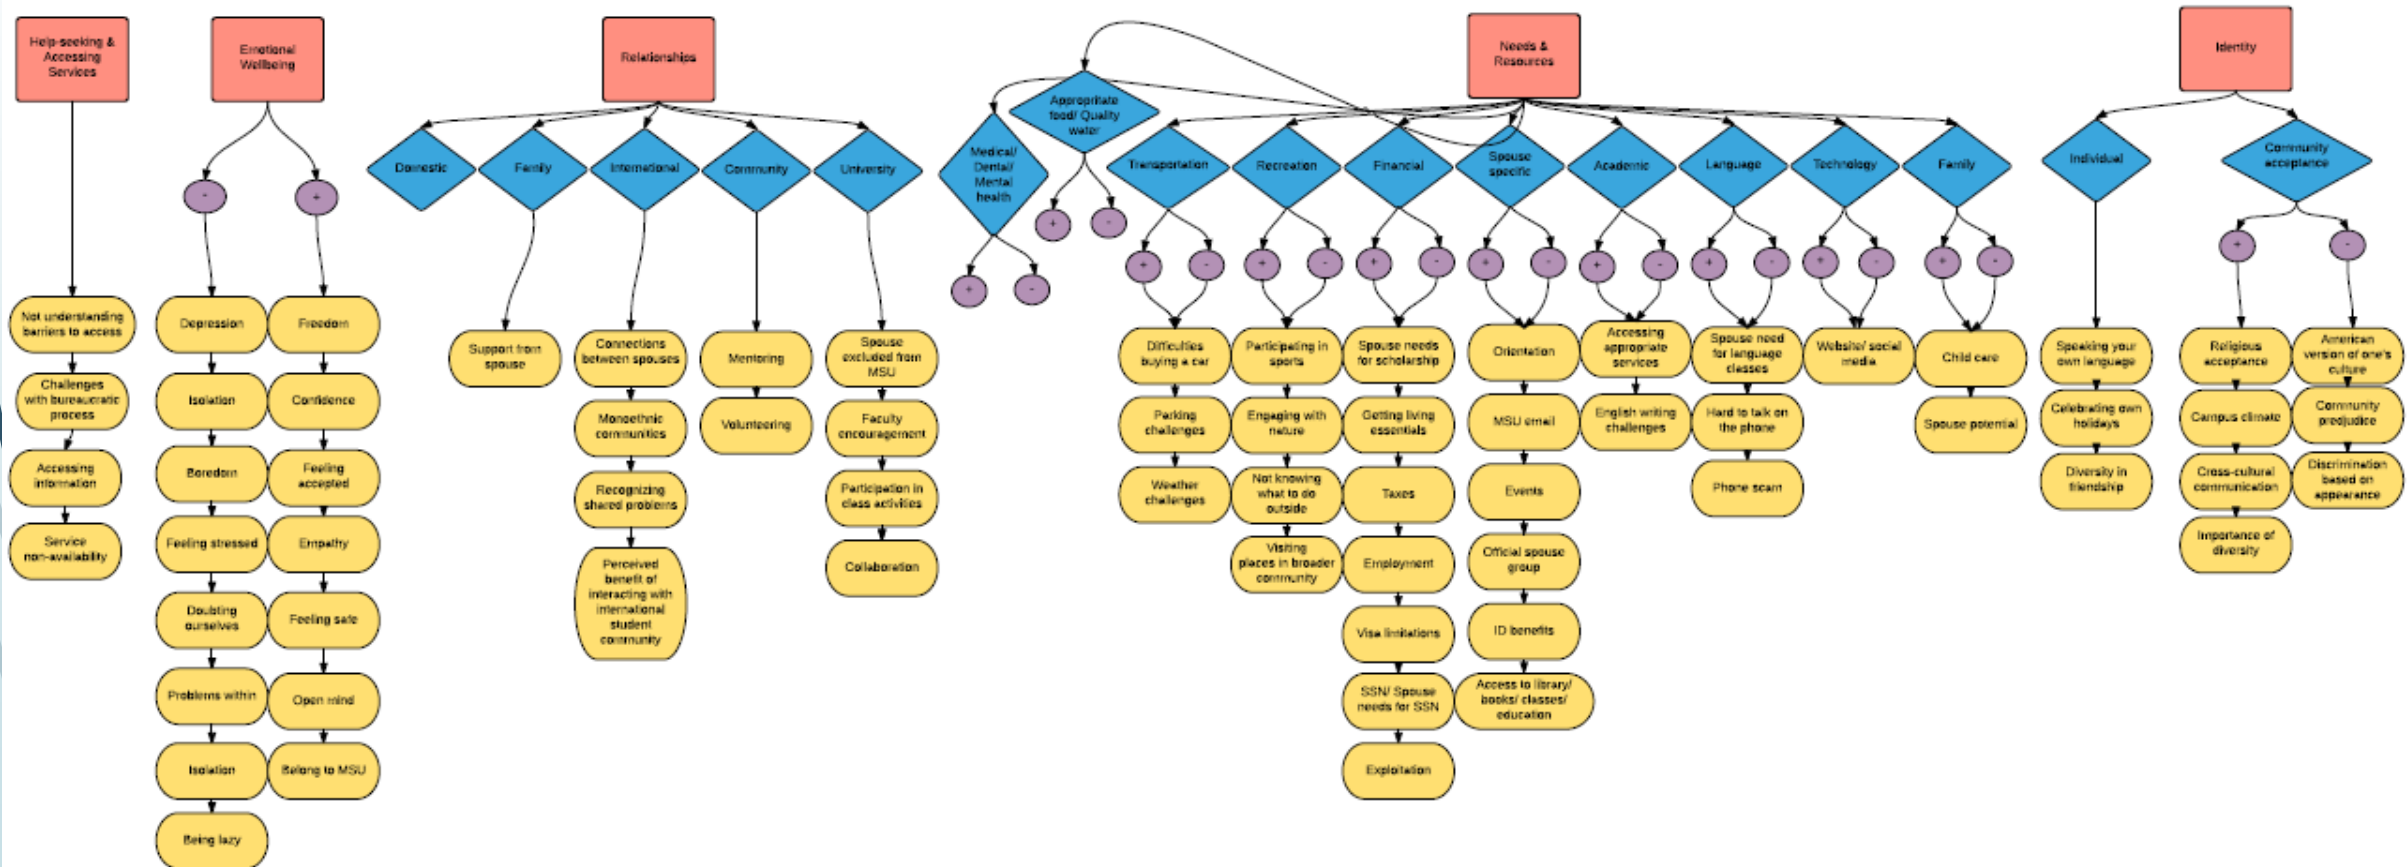 Help-seeking &
Accessing
Services
Not understanding
barriers to access
Challenges
with bureaucratic
process
Accessing
information
Service
non-availability
Emotional
Wellbeing
-
+
Depression
Isolation
Boredom
Feeling stressed
Doubting
ourselves
Problems within
Isolation
Being lazy
Freedom
Confidence
Feeling
accepted
Empathy
Feeling safe
Open mind
Belong to MSU
Relationships
Domestic
Family
International
Community
University
Support from
spouse
Connections
between spouses
Monoethnic
communities
Recognizing
shared problems
Perceived
benefit of
interacting with
international
student
community
Mentoring
Volunteering
Spouse
excluded from
MSU
Faculty
encouragement
Participation in
class activities
Collaboration
Needs &
Resources
Medical/
Dental/
Mental
health
+
-
Appropritate
food/ Quality
water
+
-
Transportation
+
-
Difficulties
buying a car
Parking
challenges
Weather
challenges
Recreation
+
-
Participating in
sports
Engaging with
nature
Not knowing
what to do
outside
Visiting
places in broader
community
Financial
+
-
Spouse needs
for scholarship
Getting living
essentials
Taxes
Employment
Visa limitations
SSN/ Spouse
needs for SSN
Exploitation
Spouse
specific
+
-
Orientation
MSU email
Events
Official spouse
group
ID benefits
Access to library/
books/ classes/
education
Academic
+
-
Accessing
appropriate
services
English writing
challenges
Language
+
-
Spouse need
for language
classes
Hard to talk on
the phone
Phone scam
Technology
+
-
Website/ social
media
Family
+
-
Child care
Spouse potential
Identity
Individual
Speaking your
own language
Celebrating own
holidays
Diversity in
friendship
Community
acceptance
+
-
Religious
acceptance
Campus climate
Cross-cultural
communication
Importance of
diversity
American
version of one's
culture
Community
predjudice
Discrimination
based on
appearance